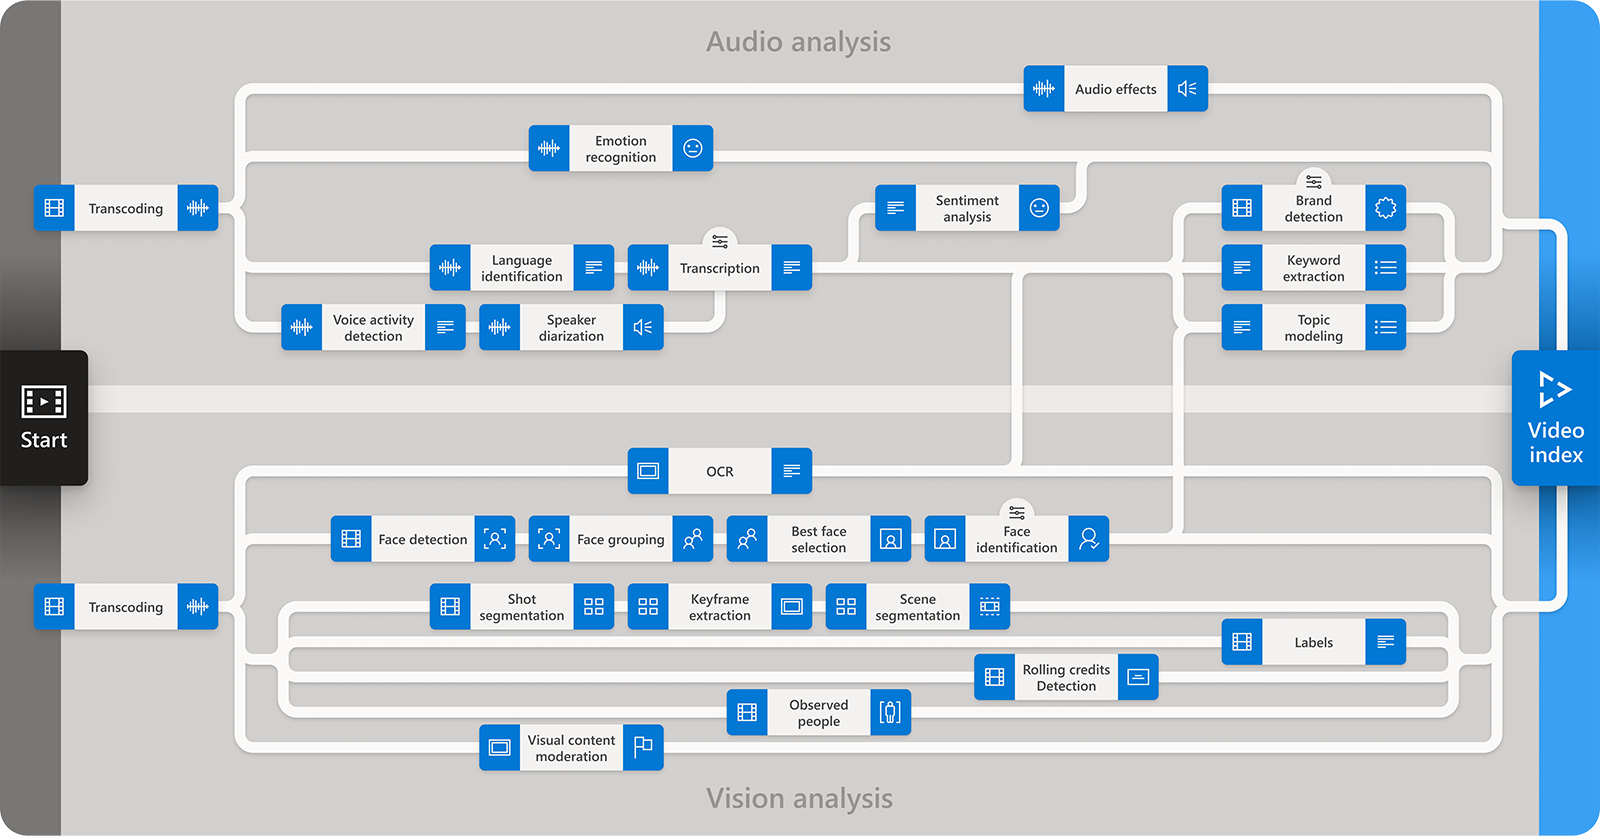 Audio analysis
Audio effects
Emotion
recognition
Transcoding
Sentiment
analysis
Brand
detection
Language
identification
Transcription
Keyword
extraction
Voice activity
detection
Speaker
diarization
Topic
modeling
Start
Video
index
OCR
Face detection
Face grouping
Best face
selection
Face
identification
Transcoding
Shot
segmentation
Keyframe
extraction
Scene
segmentation
Labels
Rolling credits
Detection
Observed
people
Visual content
moderation
Vision analysis